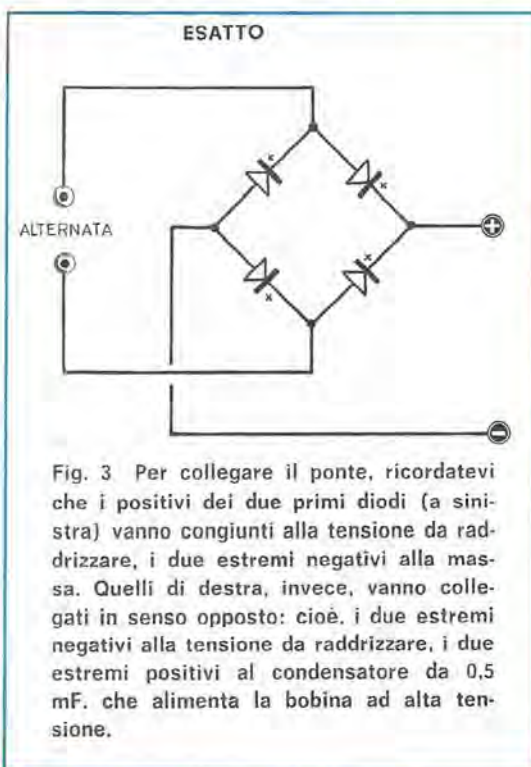 ESATTO
ALTERNATA
+
-
Fig. 3 Per collegare il ponte, ricordatevi
che i positivi dei due primi diodi (a sini-
stra) vanno congiunti alla tensione da rad-
drizzare, i due estremi negativi alla mas-
sa. Quelli di destra, invece, vanno colle-
gati in senso opposto: cioè. i due estremi
negativi alla tensione da raddrizzare, i due
estremi positivi al condensatore da 0,5
mF. che alimenta la bobina ad alta ten-
sione.